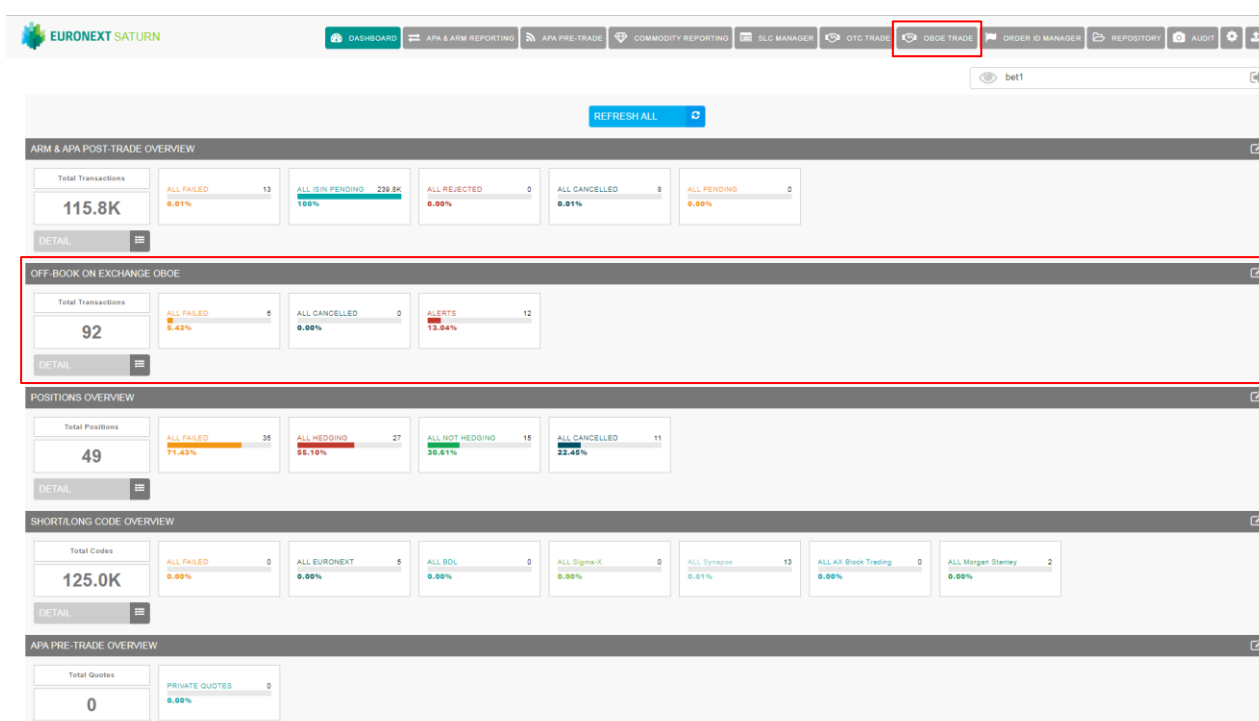 EURONEXT SATURN
DASHBOARD APA & ARM REPORTING APA PRE-TRADE COMMODITY REPORTING SLC MANAGER OTC TRADE OBOE TRADE ORDER ID MANAGER REPOSITORY AUDIT
bet1
REFRESH ALL
ARM & APA POST-TRADE OVERVIEW
Total Transactions
115.8K
ALL FAILED 13
0.01%
ALL ISIN PENDING 239.8K
100%
ALL REJECTED 0
0.00%
ALL CANCELLED 8
0.01%
ALL PENDING 0
0.00%
DETAIL
OFF-BOOK ON EXCHANGE OBOE
Total Transactions
92
ALL FAILED 5
5.43%
ALL CANCELLED 0
0.00%
ALERTS 12
13.04%
DETAIL
POSITIONS OVERVIEW
Total Positions
49
ALL FAILED 35
71.43%
ALL HEDGING 27
55.10%
ALL NOT HEDGING 15
30.61%
ALL CANCELLED 11
22.45%
DETAIL
SHORT/LONG CODE OVERVIEW
Total Codes
125.0K
ALL FAILED 0
0.00%
ALL EURONEXT 5
0.00%
ALL BOL 0
0.00%
ALL Sigma-X 0
0.00%
ALL Synapse 13
0.01%
ALL AX Block Trading 0
0.00%
ALL Morgan Stanley 2
0.00%
DETAIL
APA PRE-TRADE OVERVIEW
Total Quotes
0
PRIVATE QUOTES 0
0.00%